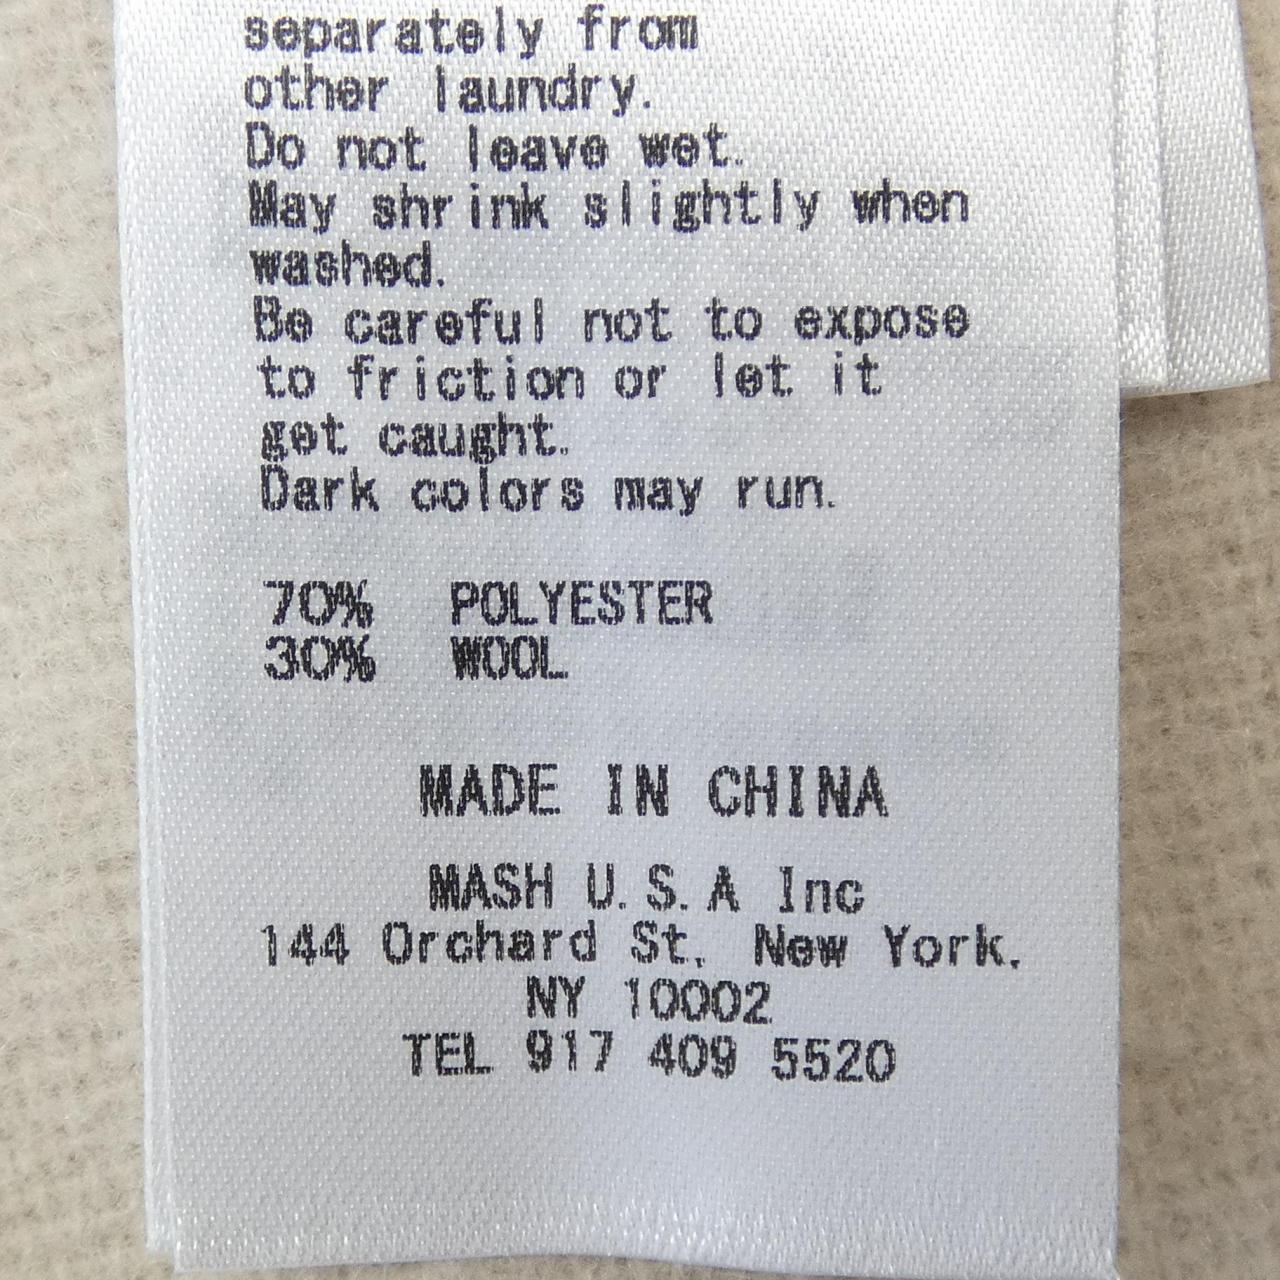 separately from
other laundry.
Do not leave wet.
May shrink slightly when
washed.
Be careful not to expose
to friction or let it
get caught.
Dark colors may run.
70% POLYESTER
30% WOOL
MADE IN CHINA
MASH U.S.A Inc
144 Orchard St. New York.
NY 10002
TEL 917 409 5520